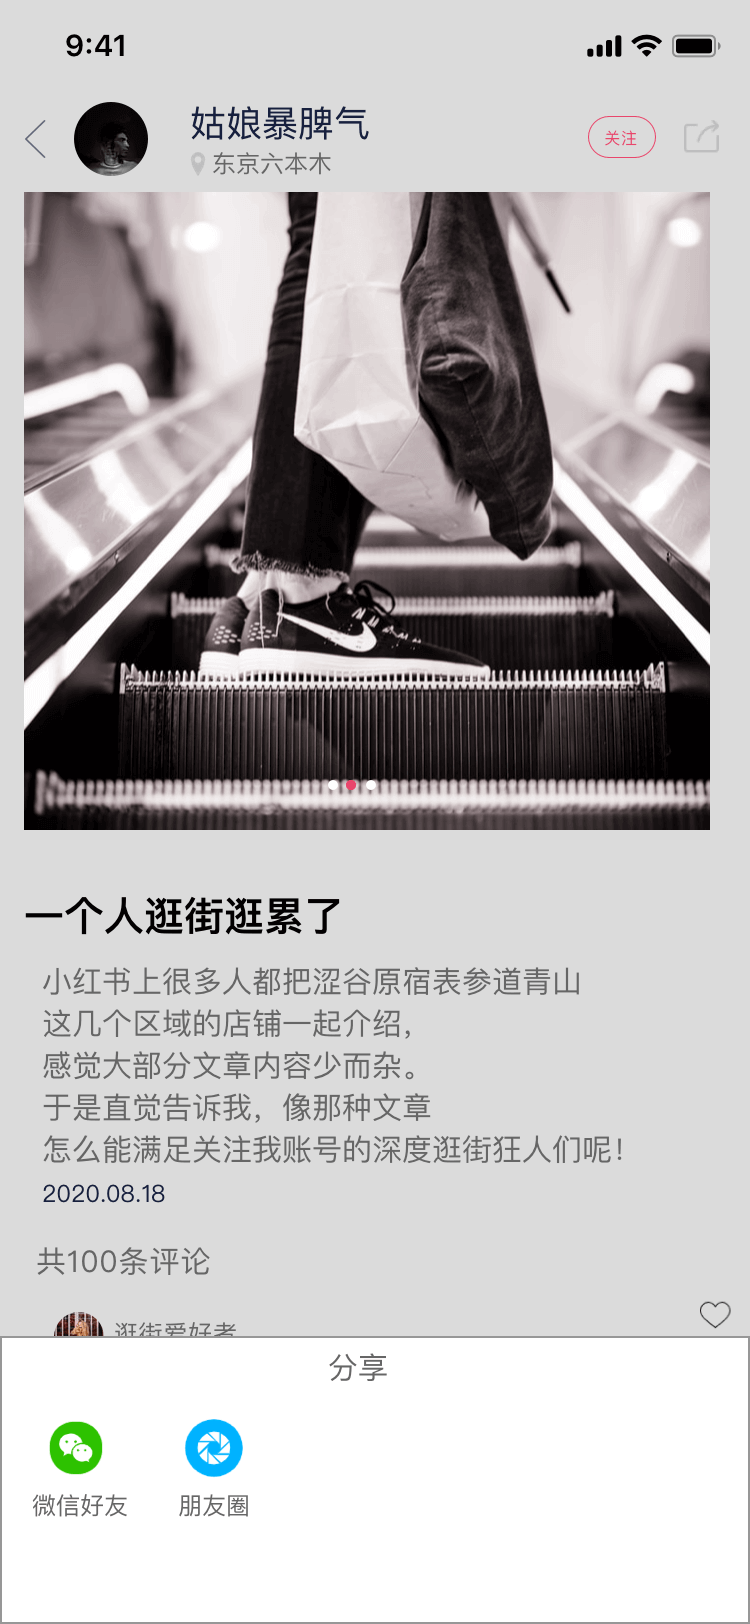 9:41
姑娘暴脾气
东京六本木
关注
一个人逛街逛累了
小红书上很多人都把涩谷原宿表参道青山
这几个区域的店铺一起介绍，
感觉大部分文章内容少而杂。
于是直觉告诉我，像那种文章
怎么能满足关注我账号的深度逛街狂人们呢！
2020.08.18
共100条评论
逛街爱好者
分享
微信好友
朋友圈